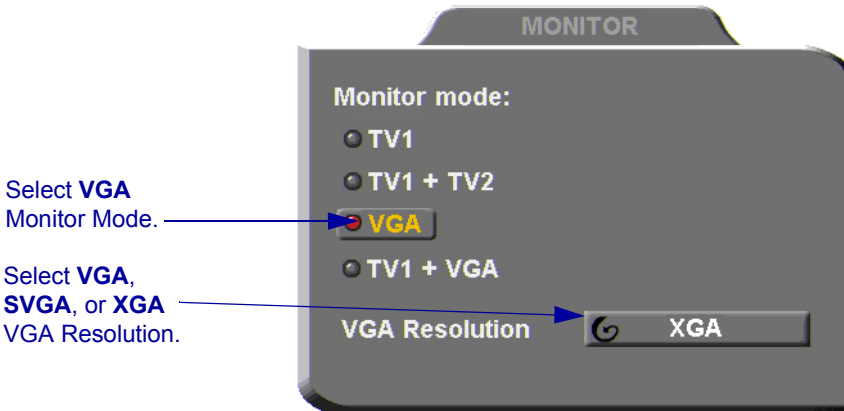 MONITOR
Monitor mode:
TV1
TV1 + TV2
Select VGA
Monitor Mode.
VGA
TV1 + VGA
Select VGA,
SVGA, or XGA
VGA Resolution.
VGA Resolution
XGA